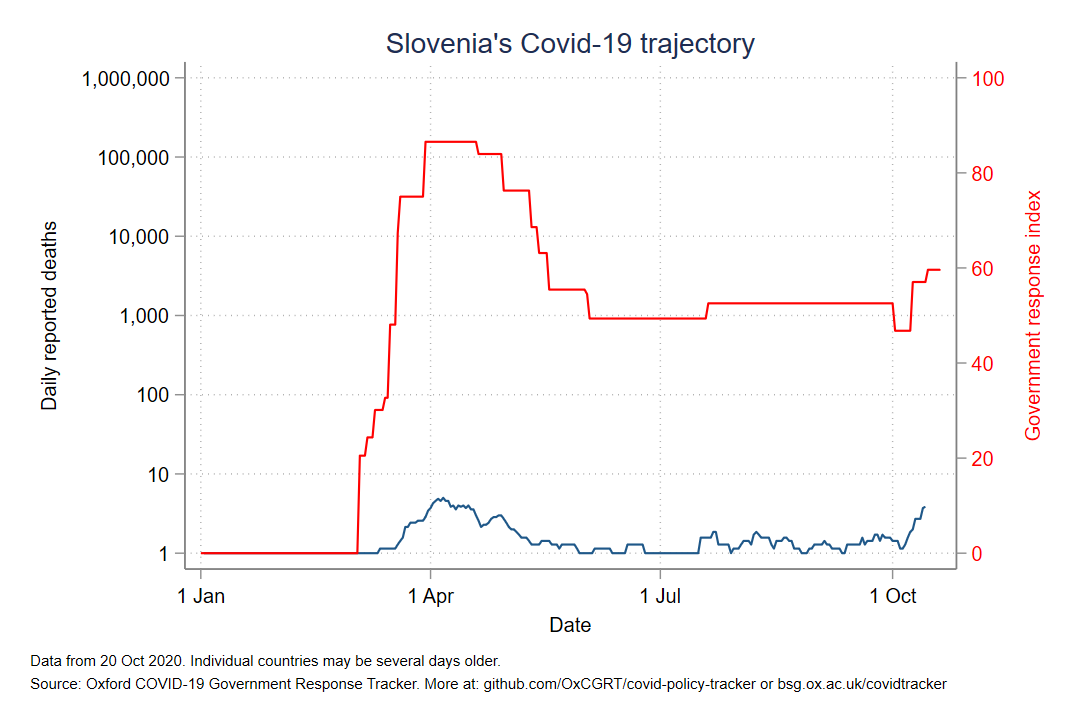 Slovenia's Covid-19 trajectory
1,000,000
100,000
10,000
1,000
100
10
1
Daily reported deaths
100
80
60
40
20
0
Government response index
1 Jan
1 Apr
1 Jul
1 Oct
Date
Data from 20 Oct 2020. Individual countries may be several days older.
Source: Oxford COVID-19 Government Response Tracker. More at: github.com/OxCGRT/covid-policy-tracker or bsg.ox.ac.uk/covidtracker